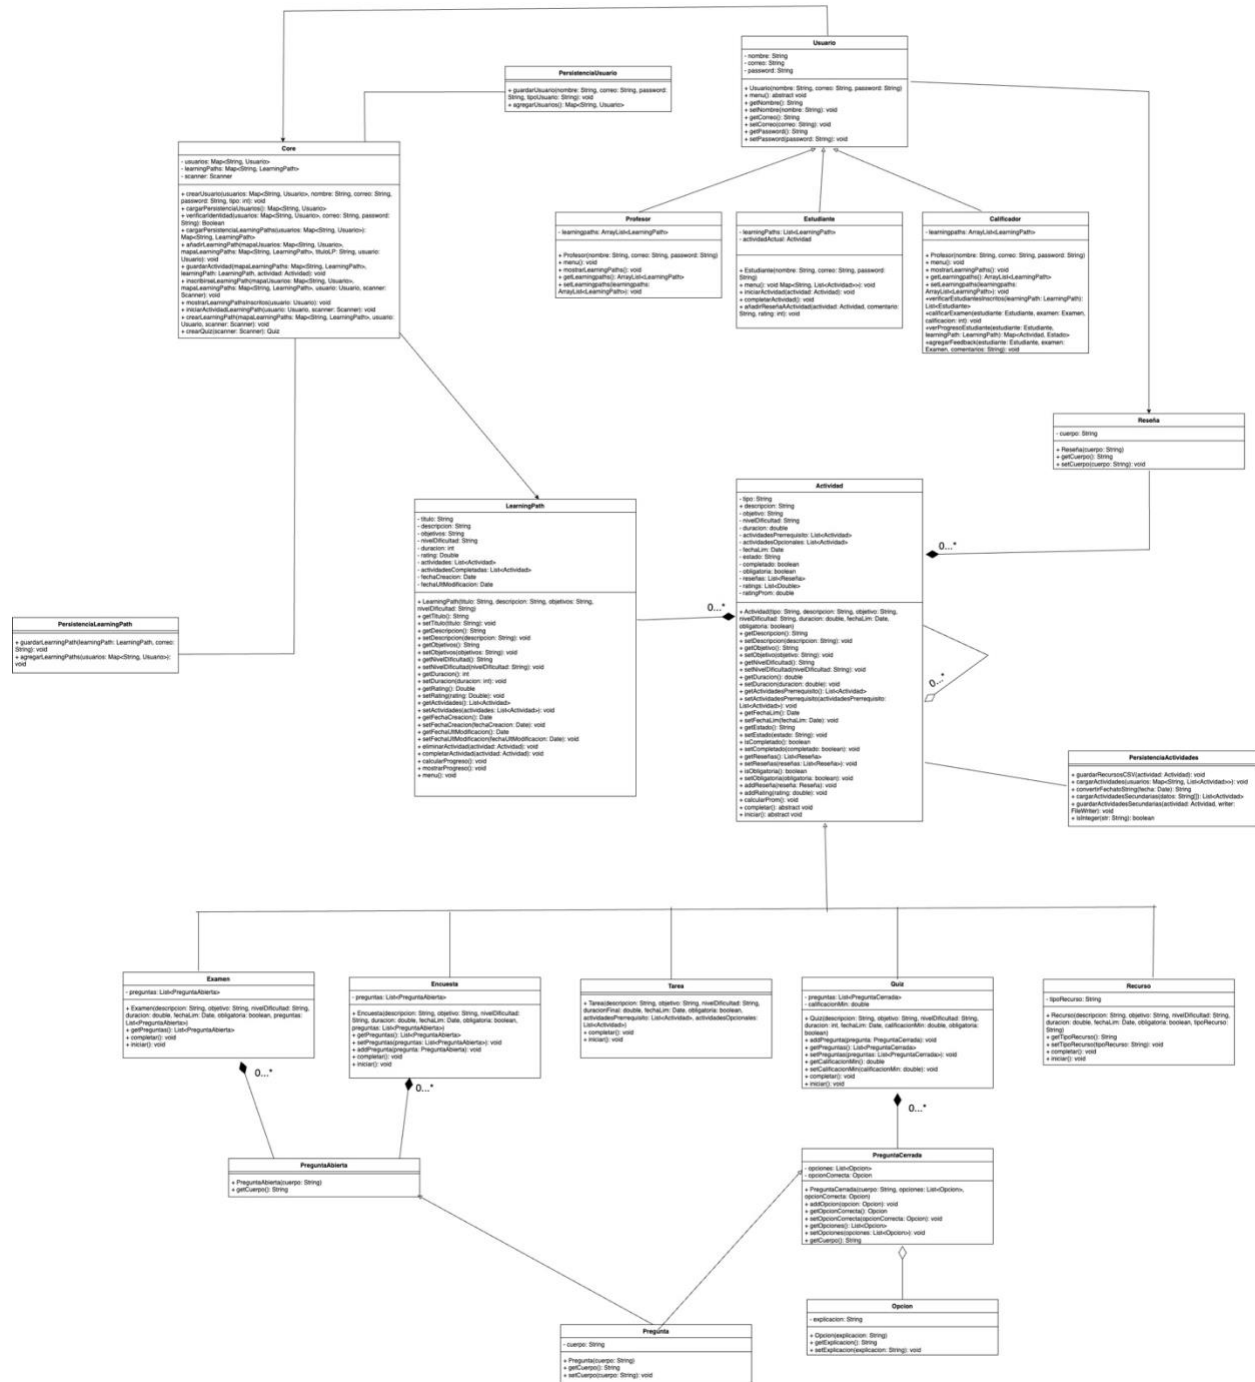 Usuario
- nombre: String
- correo: String
- password: String
+ Usuario(nombre: String, correo: String, password: String)
+ menu(): abstract void
+ getNombre(): String
+ setNombre(nombre: String): void
+ getCorreo(): String
+ setCorreo(correo: String): void
+ getPassword(): String
+ setPassword(password: String): void
PersistenciaUsuario
+ guardarUsuario(nombre: String, correo: String, password:
String, tipoUsuario: String): void
+ agregarUsuarios(): Map<String, Usuario>
Core
- usuarios: Map<String, Usuario>
- learningPaths: Map<String, LearningPath>
- scanner: Scanner
+ crearUsuario(usuarios: Map<String, Usuario>, nombre: String, correo: String,
password: String, tipo: int): void
+ cargarPersistenciaUsuarios(): Map<String, Usuario>
+ verificarIdentidad(usuarios: Map<String, Usuario>, correo: String, password:
String): Boolean
+ cargarPersistenciaLearningPaths(usuarios: Map<String, Usuario>):
Map<String, LearningPath>
+ añadirLearningPath(mapaUsuarios: Map<String, Usuario>,
mapaLearningPaths: Map<String, LearningPath>, tituloLP: String, usuario:
Usuario): void
+ guardarActividad(mapaLearningPaths: Map<String, LearningPath>,
learningPath: LearningPath, actividad: Actividad): void
+ inscribirseLearningPath(mapaUsuarios: Map<String, Usuario>,
mapaLearningPaths: Map<String, LearningPath>, usuario: Usuario, scanner:
Scanner): void
+ mostrarLearningPathsInscritos(usuario: Usuario): void
+ iniciarActividadLearningPath(usuario: Usuario, scanner: Scanner): void
+ crearLearningPath(mapaLearningPaths: Map<String, LearningPath>, usuario:
Usuario, scanner: Scanner): void
+ crearQuiz(scanner: Scanner): Quiz
Profesor
- learningpaths: ArrayList<LearningPath>
+ Profesor(nombre: String, correo: String, password: String)
+ menu(): void
+ mostrarLearningPaths(): void
+ getLearningpaths(): ArrayList<LearningPath>
+ setLearningpaths(learningpaths:
ArrayList<LearningPath>): void
Estudiante
- learningPaths: List<LearningPath>
- actividadActual: Actividad
+ Estudiante(nombre: String, correo: String, password:
String)
+ menu(): void Map<String, List<Actividad>>): void
+ iniciarActividad(actividad: Actividad): void
+ completarActividad(): void
+ añadirReseñaAActividad(actividad: Actividad, comentario:
String, rating: int): void
Calificador
- learningpaths: ArrayList<LearningPath>
+ Profesor(nombre: String, correo: String, password: String)
+ menu(): void
+ mostrarLearningPaths(): void
+ getLearningpaths(): ArrayList<LearningPath>
+ setLearningpaths(learningpaths:
ArrayList<LearningPath>): void
+verificarEstudiantesInscritos(learningPath: LearningPath):
List<Estudiante>
+calificarExamen(estudiante: Estudiante, examen: Examen,
calificacion: int): void
+verProgresoEstudiante(estudiante: Estudiante,
learningPath: LearningPath): Map<Actividad, Estado>
+agregarFeedback(estudiante: Estudiante, examen:
Examen, comentarios: String): void
Reseña
- cuerpo: String
+ Reseña(cuerpo: String)
+ getCuerpo(): String
+ setCuerpo(cuerpo: String): void
LearningPath
- titulo: String
- descripcion: String
- objetivos: String
- nivelDificultad: String
- duracion: int
- rating: Double
- actividades: List<Actividad>
- actividadesCompletadas: List<Actividad>
- fechaCreacion: Date
- fechaUltModificacion: Date
+ LearningPath(titulo: String, descripcion: String, objetivos: String,
nivelDificultad: String)
+ getTitulo(): String
+ setTitulo(titulo: String): void
+ getDescripcion(): String
+ setDescripcion(descripcion: String): void
+ getObjetivos(): String
+ setObjetivos(objetivos: String): void
+ getNivelDificultad(): String
+ setNivelDificultad(nivelDificultad: String): void
+ getDuracion(): int
+ setDuracion(duracion: int): void
+ getRating(): Double
+ setRating(rating: Double): void
+ getActividades(): List<Actividad>
+ setActividades(actividades: List<Actividad>): void
+ getFechaCreacion(): Date
+ setFechaCreacion(fechaCreacion: Date): void
+ getFechaUltModificacion(): Date
+ setFechaUltModificacion(fechaUltModificacion: Date): void
+ eliminarActividad(actividad: Actividad): void
+ completarActividad(actividad: Actividad): void
+ calcularProgreso(): void
+ mostrarProgreso(): void
+ menu(): void
0...*
Actividad
- tipo: String
+ descripcion: String
- objetivo: String
- nivelDificultad: String
- duracion: double
- actividadesPrerrequisito: List<Actividad>
- actividadesOpcionales: List<Actividad>
- fechaLim: Date
- estado: String
- completado: boolean
- obligatoria: boolean
- reseñas: List<Reseña>
- ratings: List<Double>
- ratingProm: double
+ Actividad(tipo: String, descripcion: String, objetivo: String,
nivelDificultad: String, duracion: double, fechaLim: Date,
obligatoria: boolean)
+ getDescripcion(): String
+ setDescripcion(descripcion: String): void
+ getObjetivo(): String
+ setObjetivo(objetivo: String): void
+ getNivelDificultad(): String
+ setNivelDificultad(nivelDificultad: String): void
+ getDuracion(): double
+ setDuracion(duracion: double): void
+ getActividadesPrerrequisito(): List<Actividad>
+ setActividadesPrerrequisito(actividadesPrerrequisito:
List<Actividad>): void
+ getFechaLim(): Date
+ setFechaLim(fechaLim: Date): void
+ getEstado(): String
+ setEstado(estado: String): void
+ isCompletado(): boolean
+ setCompletado(completado: boolean): void
+ getReseñas(): List<Reseña>
+ setReseñas(reseñas: List<Reseña>): void
+ isObligatoria(): boolean
+ setObligatoria(obligatoria: boolean): void
+ addReseña(reseña: Reseña): void
+ addRating(rating: double): void
+ calcularProm(): void
+ completar(): abstract void
+ iniciar(): abstract void
0...*
0...*
PersistenciaLearningPath
+ guardarLearningPath(learningPath: LearningPath, correo:
String): void
+ agregarLearningPaths(usuarios: Map<String, Usuario>):
void
PersistenciaActividades
+ guardarRecursosCSV(actividad: Actividad): void
+ cargarActividades(usuarios: Map<String, List<Actividad>>): void
+ convertirFechatoString(fecha: Date): String
+ cargarActividadesSecundarias(datos: String[]): List<Actividad>
+ guardarActividadesSecundarias(actividad: Actividad, writer:
FileWriter): void
+ isInteger(str: String): boolean
Examen
- preguntas: List<PreguntaAbierta>
+ Examen(descripcion: String, objetivo: String, nivelDificultad: String,
duracion: double, fechaLim: Date, obligatoria: boolean, preguntas:
List<PreguntaAbierta>)
+ getPreguntas(): List<PreguntaAbierta>
+ completar(): void
+ iniciar(): void
0...*
Encuesta
- preguntas: List<PreguntaAbierta>
+ Encuesta(descripcion: String, objetivo: String, nivelDificultad:
String, duracion: double, fechaLim: Date, obligatoria: boolean,
preguntas: List<PreguntaAbierta>)
+ getPreguntas(): List<PreguntaAbierta>
+ setPreguntas(preguntas: List<PreguntaAbierta>): void
+ addPregunta(pregunta: PreguntaAbierta): void
+ completar(): void
+ iniciar(): void
0...*
Tarea
+ Tarea(descripcion: String, objetivo: String, nivelDificultad: String,
duracionFinal: double, fechaLim: Date, obligatoria: boolean,
actividadesPrerrequisito: List<Actividad>, actividadesOpcionales:
List<Actividad>)
+ completar(): void
+ iniciar(): void
Quiz
- preguntas: List<PreguntaCerrada>
- calificacionMin: double
+ Quiz(descripcion: String, objetivo: String, nivelDificultad: String,
duracion: int, fechaLim: Date, calificacionMin: double, obligatoria:
boolean)
+ addPregunta(pregunta: PreguntaCerrada): void
+ getPreguntas(): List<PreguntaCerrada>
+ setPreguntas(preguntas: List<PreguntaCerrada>): void
+ getCalificacionMin(): double
+ setCalificacionMin(calificacionMin: double): void
+ completar(): void
+ iniciar(): void
0...*
Recurso
- tipoRecurso: String
+ Recurso(descripcion: String, objetivo: String, nivelDificultad: String,
duracion: double, fechaLim: Date, obligatoria: boolean, tipoRecurso:
String)
+ getTipoRecurso(): String
+ setTipoRecurso(tipoRecurso: String): void
+ completar(): void
+ iniciar(): void
PreguntaAbierta
+ PreguntaAbierta(cuerpo: String)
+ getCuerpo(): String
PreguntaCerrada
- opciones: List<Opcion>
- opcionCorrecta: Opcion
+ PreguntaCerrada(cuerpo: String, opciones: List<Opcion>,
opcionCorrecta: Opcion)
+ addOpcion(opcion: Opcion): void
+ getOpcionCorrecta(): Opcion
+ setOpcionCorrecta(opcionCorrecta: Opcion): void
+ getOpciones(): List<Opcion>
+ setOpciones(opciones: List<Opcion>): void
+ getCuerpo(): String
Opcion
- explicacion: String
+ Opcion(explicacion: String)
+ getExplicacion(): String
+ setExplicacion(explicacion: String): void
Pregunta
- cuerpo: String
+ Pregunta(cuerpo: String)
+ getCuerpo(): String
+ setCuerpo(cuerpo: String): void